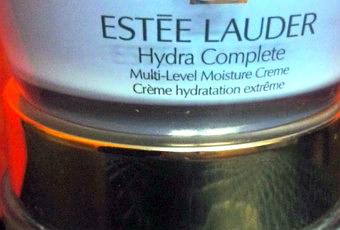 ESTĒE LAUDER
Hydra Complete
Multi-Level Moisture Creme
Crème hydratation extrême